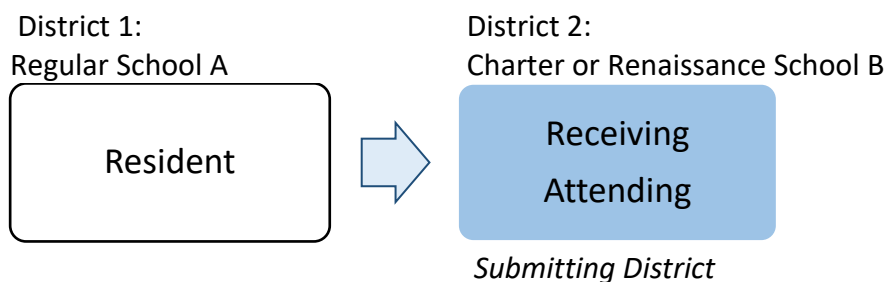 District 1:
Regular School A
Resident
District 2:
Charter or Renaissance School B
Receiving
Attending
Submitting District